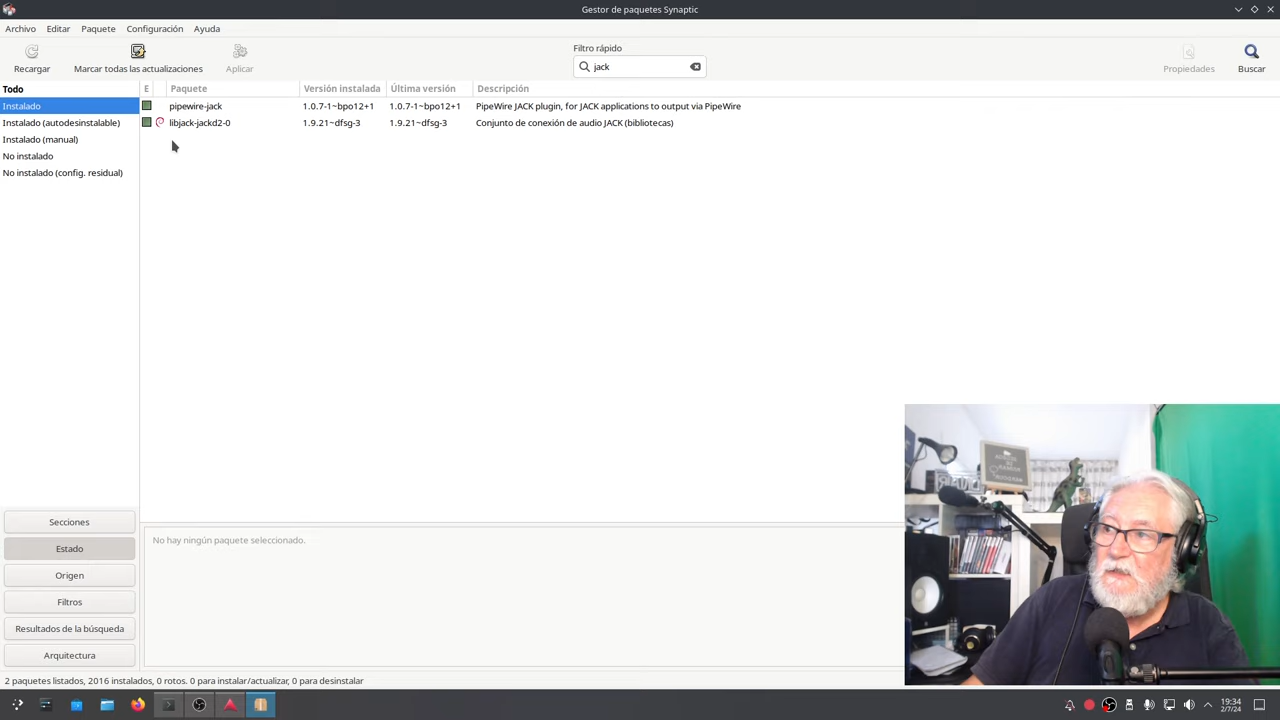 Gestor de paquetes Synaptic
Archivo Editar Paquete Configuración Ayuda
Recargar Marcar todas las actualizaciones Aplicar
Filtro rápido
jack
Propiedades Buscar
Todo
Instalado
Instalado (autodesinstalable)
Instalado (manual)
No instalado
No instalado (config. residual)
E Paquete Versión instalada Última versión Descripción
pipewire-jack 1.0.7-1~bpo12+1 1.0.7-1~bpo12+1 PipeWire JACK plugin, for JACK applications to output via PipeWire
libjack-jackd2-0 1.9.21~dfsg-3 1.9.21~dfsg-3 Conjunto de conexión de audio JACK (bibliotecas)
No hay ningún paquete seleccionado.
Secciones
Estado
Origen
Filtros
Resultados de la búsqueda
Arquitectura
2 paquetes listados, 2016 instalados, 0 rotos. 0 para instalar/actualizar, 0 para desinstalar
19:34
2/7/24